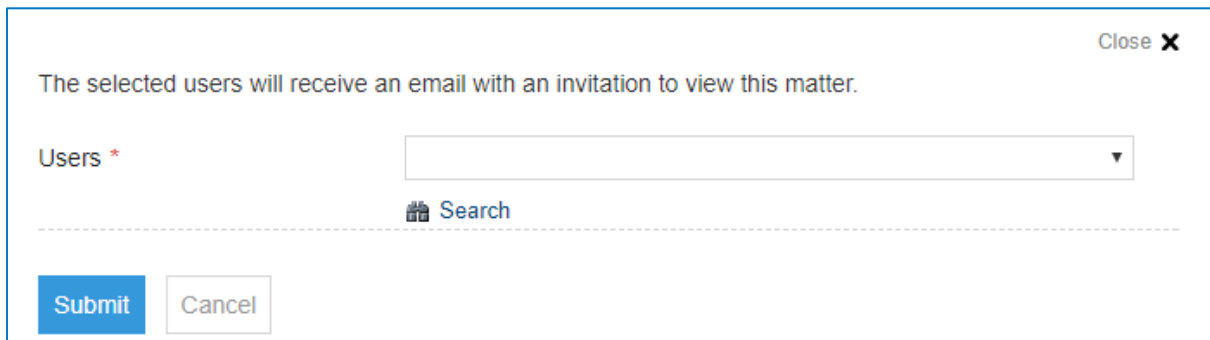 Close ✖
The selected users will receive an email with an invitation to view this matter.
Users *
Search
Submit Cancel